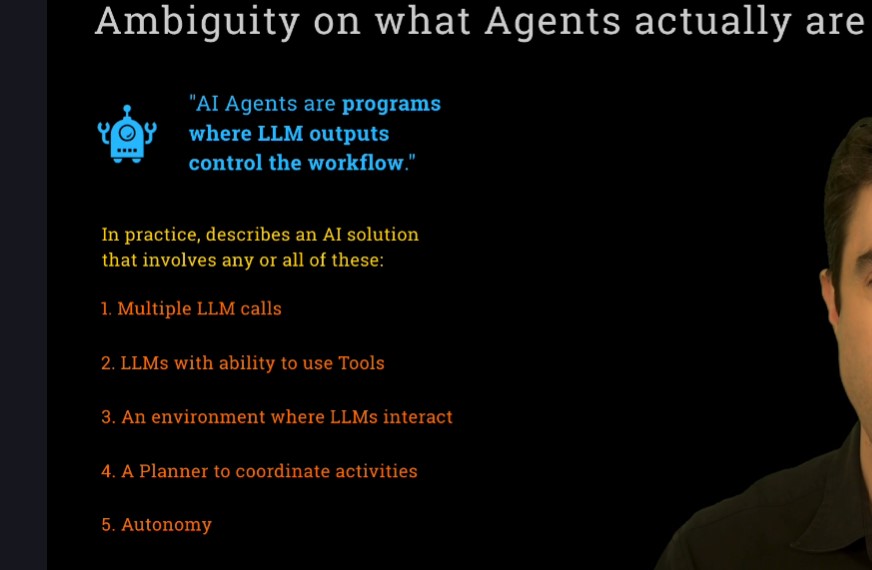 Ambiguity on what Agents actually are
"AI Agents are programs
where LLM outputs
control the workflow."
In practice, describes an AI solution
that involves any or all of these:
1. Multiple LLM calls
2. LLMs with ability to use Tools
3. An environment where LLMs interact
4. A Planner to coordinate activities
5. Autonomy